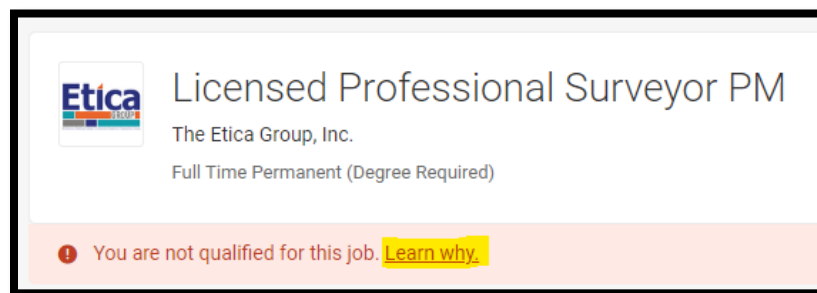 Etica
GROUP
Licensed Professional Surveyor PM
The Etica Group, Inc.
Full Time Permanent (Degree Required)
You are not qualified for this job. Learn why.